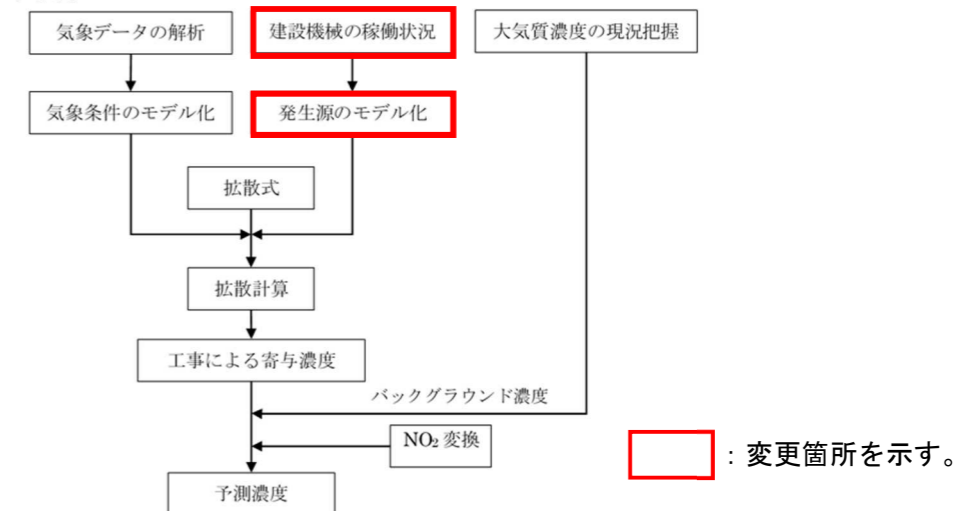 気象データの解析
建設機械の稼働状況
大気質濃度の現況把握
気象条件のモデル化
発生源のモデル化
拡散式
拡散計算
工事による寄与濃度
バックグラウンド濃度
NO₂変換
予測濃度
：変更箇所を示す。